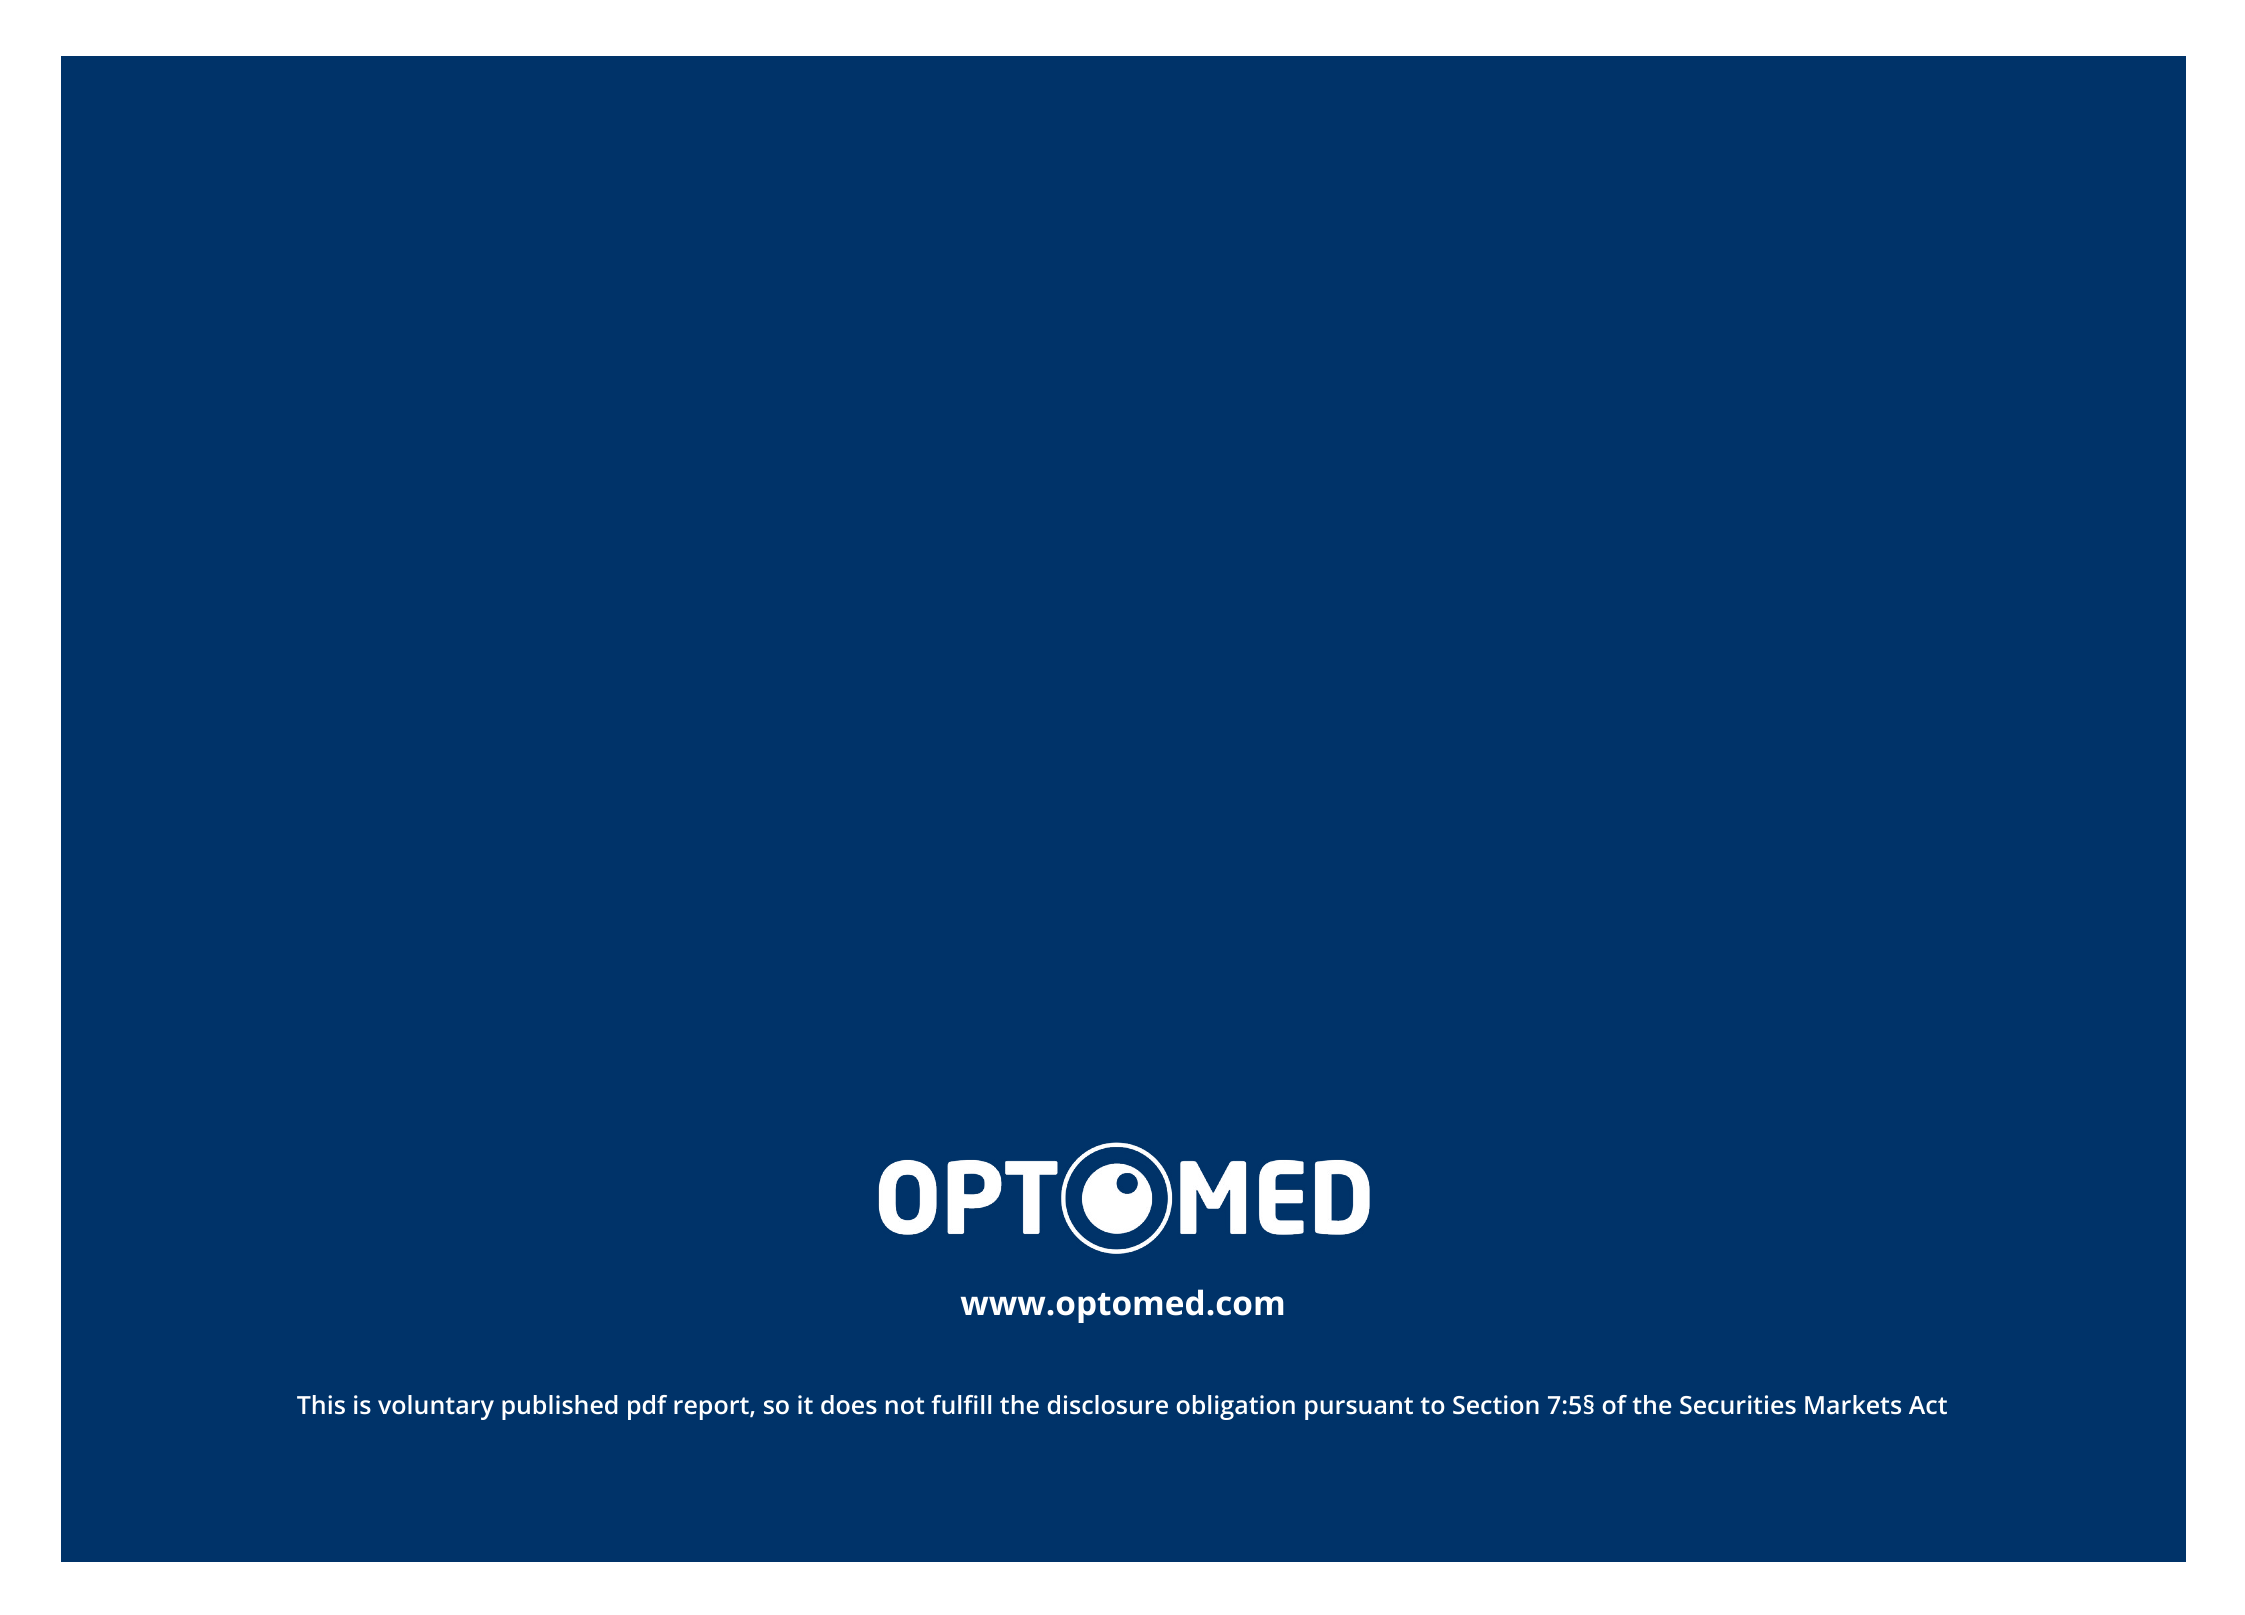 OPTOMED
www.optomed.com
This is voluntary published pdf report, so it does not fulfill the disclosure obligation pursuant to Section 7:5§ of the Securities Markets Act